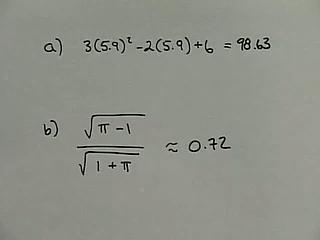 a) 3(5.9)² - 2(5.9) + 6 = 98.63
b) √(π - 1) / √(1 + π) ≈ 0.72